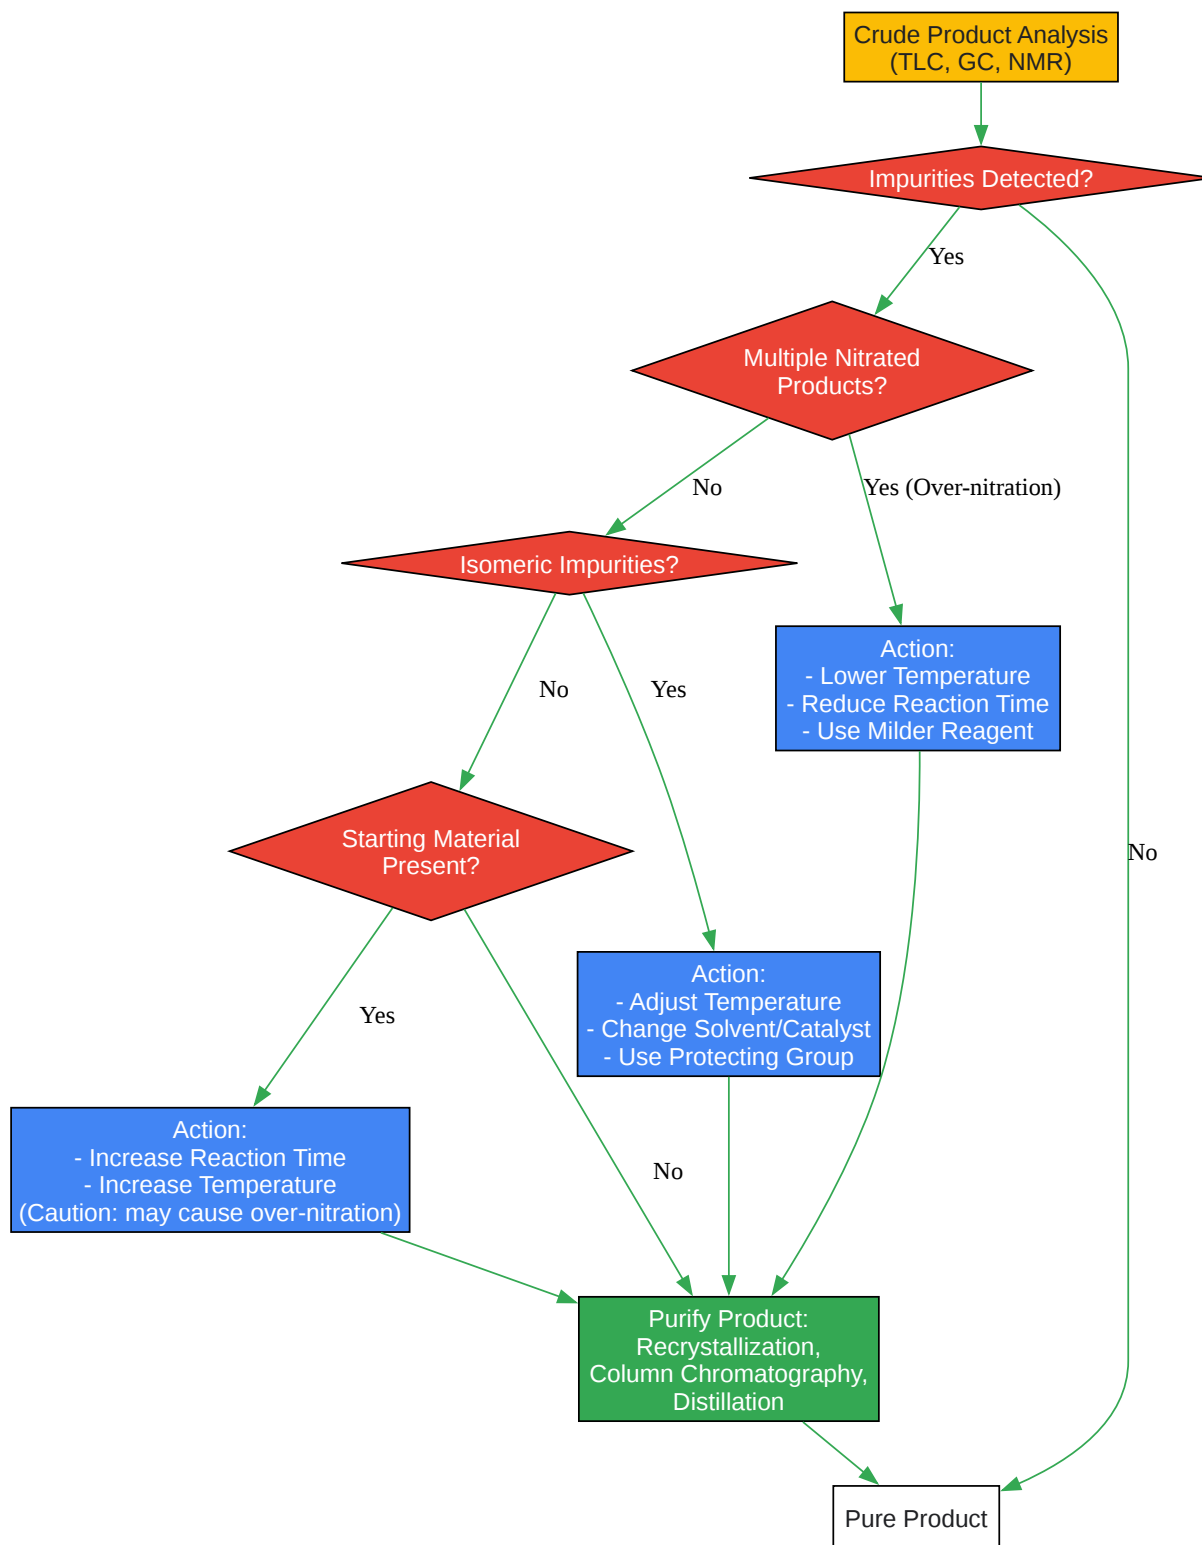 Crude Product Analysis
(TLC, GC, NMR)
Impurities Detected?
Yes
Multiple Nitrated
Products?
No
Yes (Over-nitration)
Isomeric Impurities?
Action:
- Lower Temperature
- Reduce Reaction Time
- Use Milder Reagent
No
Yes
Starting Material
Present?
No
Action:
- Adjust Temperature
- Change Solvent/Catalyst
- Use Protecting Group
Yes
Action:
- Increase Reaction Time
- Increase Temperature
(Caution: may cause over-nitration)
No
Purify Product:
Recrystallization,
Column Chromatography,
Distillation
Pure Product